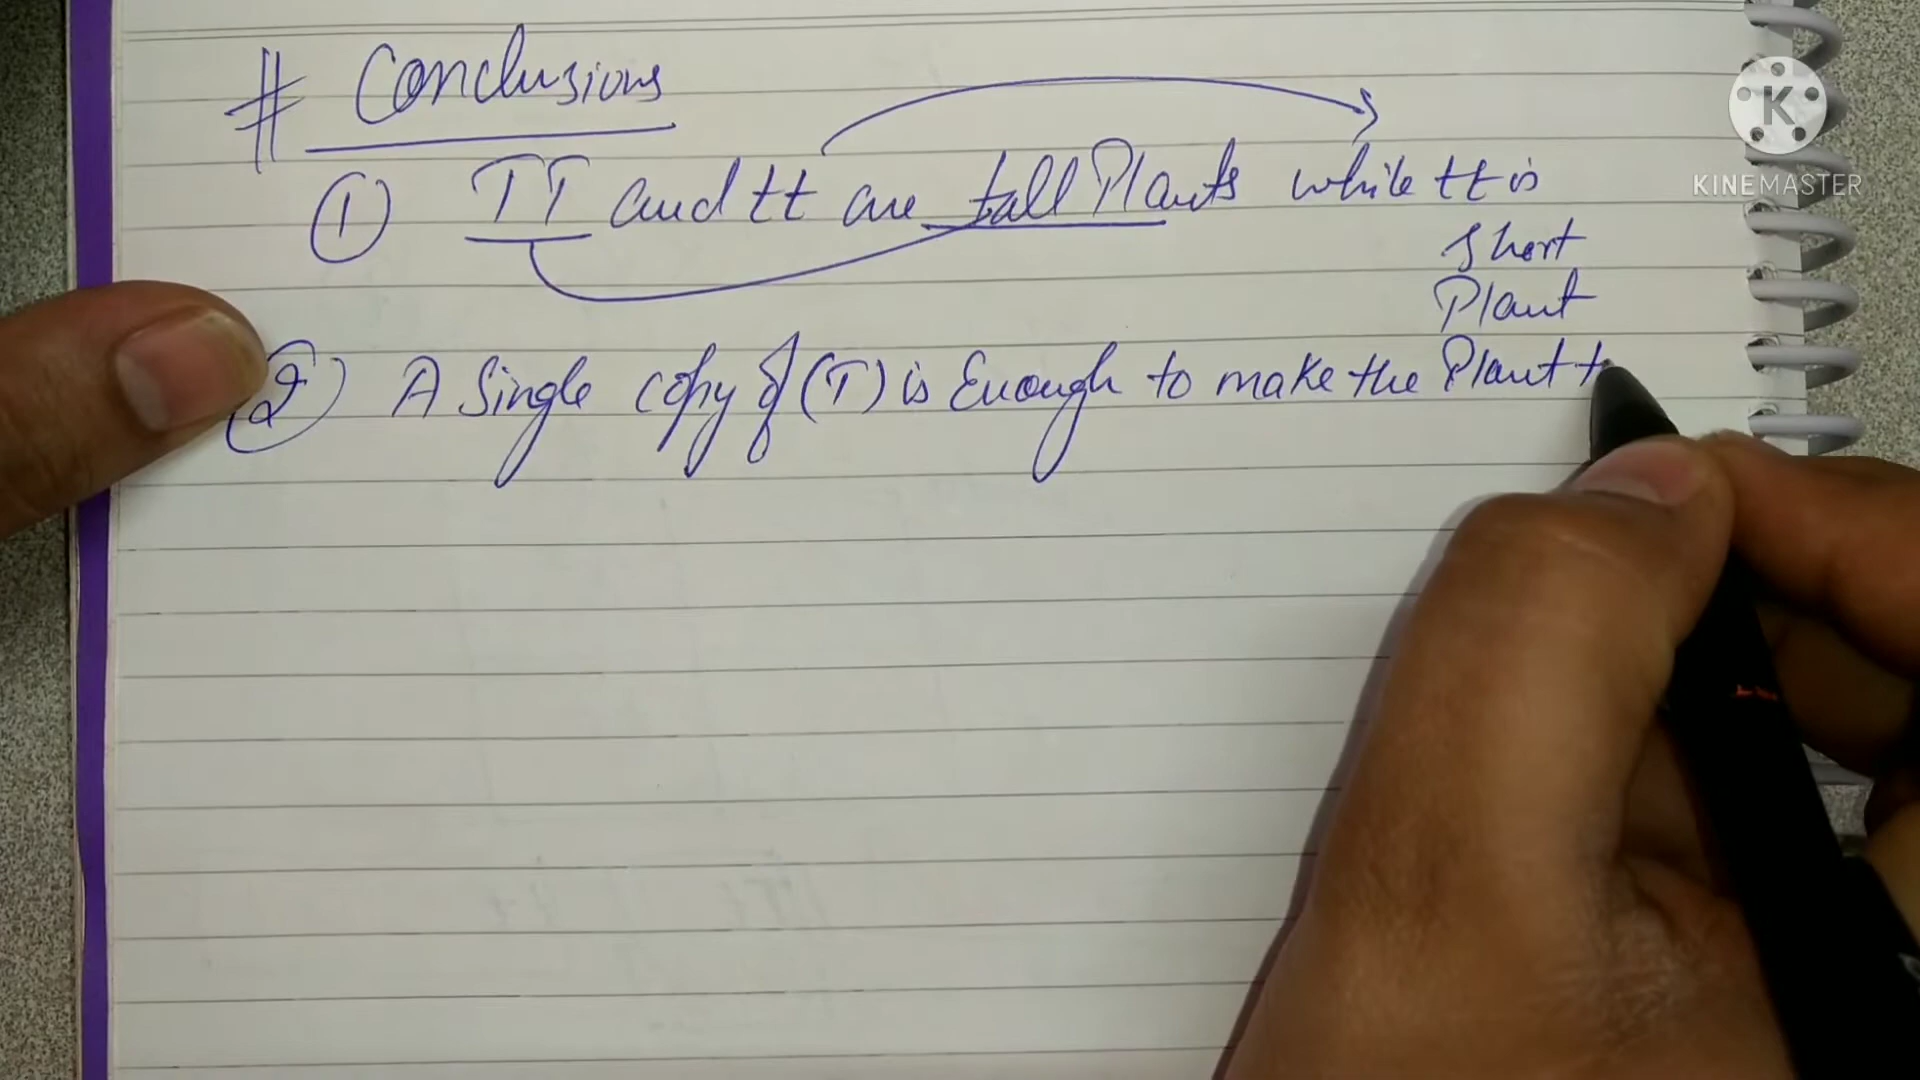 # Conclusions
① TT and tt are tall Plants while tt is
short
Plant
② A Single copy of (T) is Enough to make the Plant t
KINEMASTER